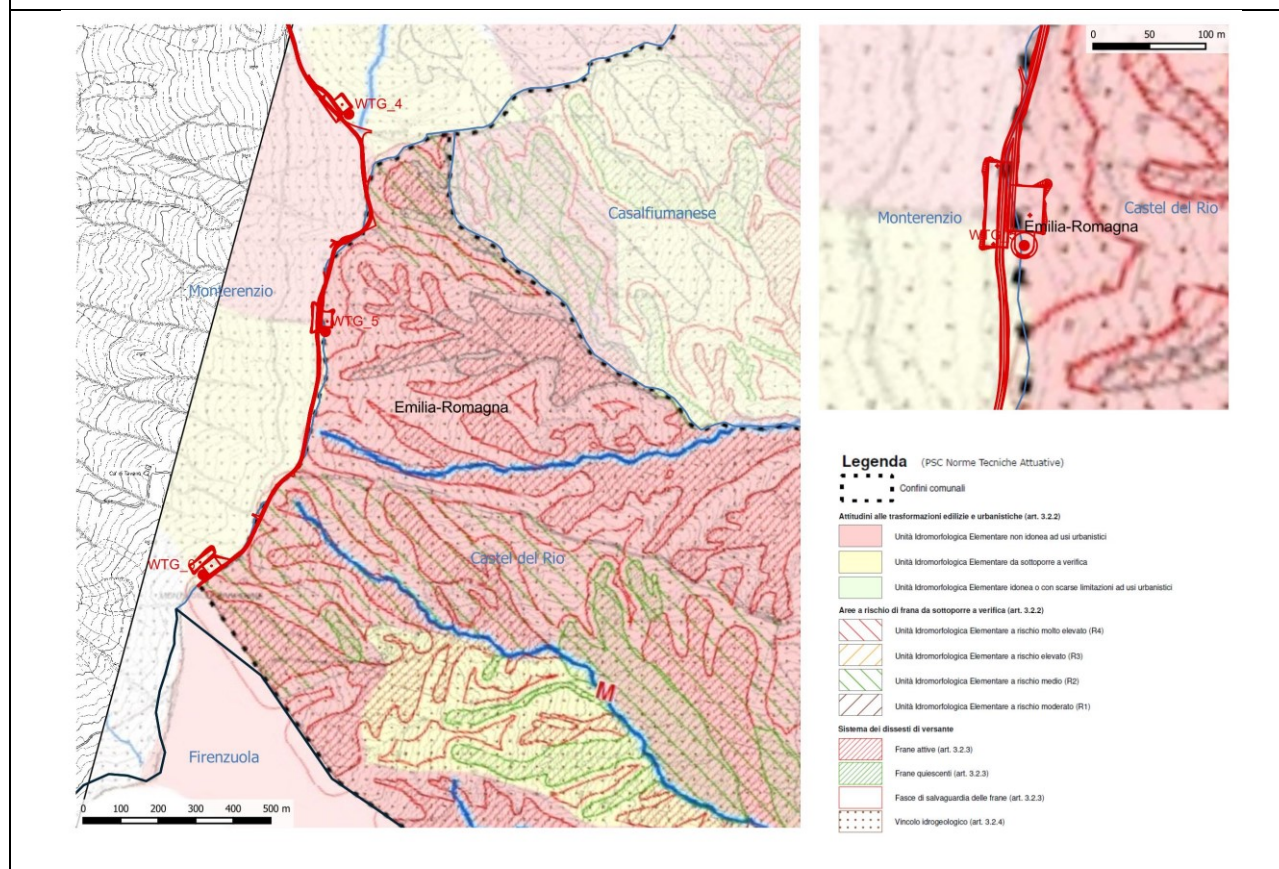 WTG_4
Casalfiumanese
Monterenzio
WTG_5
Emilia-Romagna
Castel del Rio
WTG_6
M
Firenzuola
0 100 200 300 400 500 m
0 50 100 m
Monterenzio
Castel del Rio
Emilia-Romagna
Legenda (PSC Norme Tecniche Attuative)
Confini comunali
Attitudini alle trasformazioni edilizie e urbanistiche (art. 3.2.2)
Unità Idromorfologica Elementare non idonea ad usi urbanistici
Unità Idromorfologica Elementare da sottoporre a verifica
Unità Idromorfologica Elementare idonea o con scarse limitazioni ad usi urbanistici
Aree a rischio di frana da sottoporre a verifica (art. 3.2.2)
Unità Idromorfologica Elementare a rischio molto elevato (R4)
Unità Idromorfologica Elementare a rischio elevato (R3)
Unità Idromorfologica Elementare a rischio medio (R2)
Unità Idromorfologica Elementare a rischio moderato (R1)
Sistema dei dissesti di versante
Frane attive (art. 3.2.3)
Frane quiescenti (art. 3.2.3)
Fasce di salvaguardia delle frane (art. 3.2.3)
Vincolo idrogeologico (art. 3.2.4)